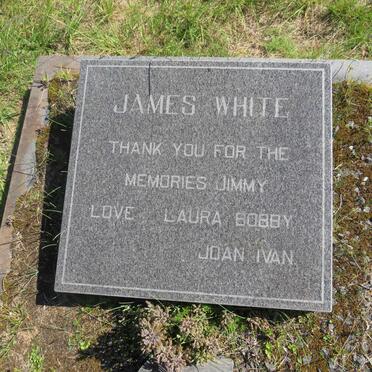 JAMES WHITE
THANK YOU FOR THE
MEMORIES JIMMY
LOVE LAURA BOBBY
JOAN IVAN